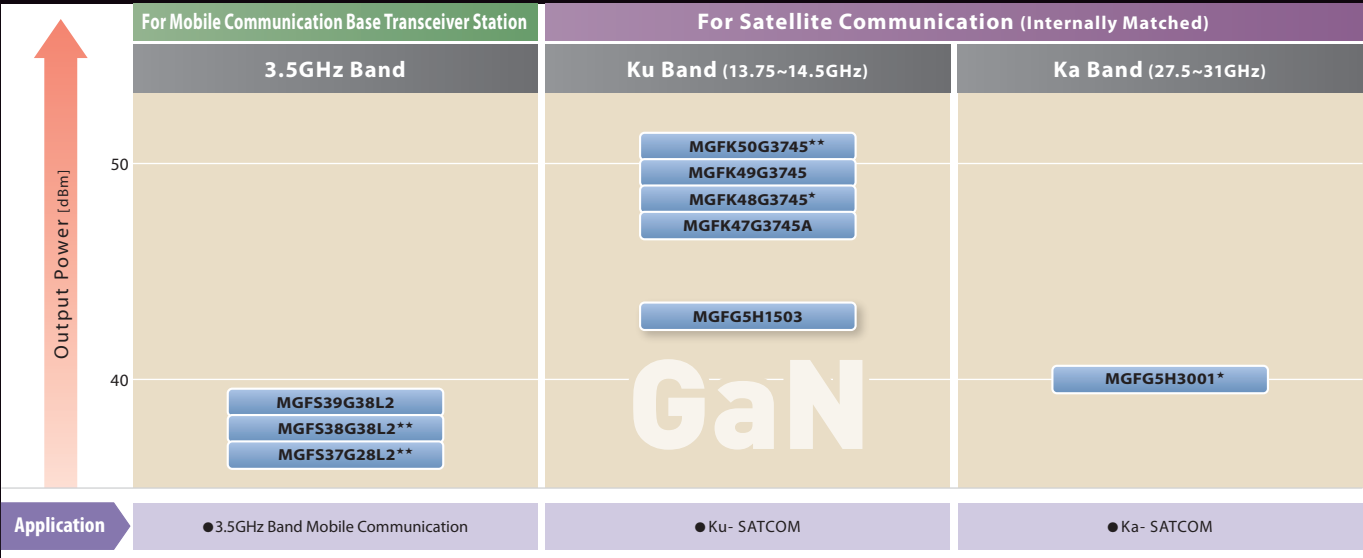 For Mobile Communication Base Transceiver Station
For Satellite Communication (Internally Matched)
3.5GHz Band
Ku Band (13.75~14.5GHz)
Ka Band (27.5~31GHz)
Output Power [dBm]
50
40
MGFS39G38L2
MGFS38G38L2★★
MGFS37G28L2★★
MGFK50G3745★★
MGFK49G3745
MGFK48G3745★
MGFK47G3745A
MGFG5H1503
GaN
MGFG5H3001★
Application
●3.5GHz Band Mobile Communication
●Ku- SATCOM
●Ka- SATCOM